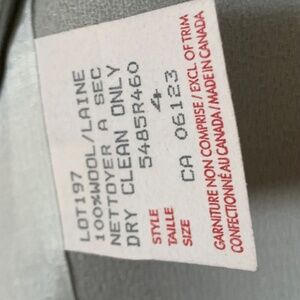 LOT197
100%WOOL/LAINE
NETTOYER A SEC
DRY CLEAN ONLY
STYLE 5485R460
TAILLE
SIZE 4
CA 06123
GARNITURE NON COMPRISE/EXCL. OF TRIM
CONFECTIONNÉ AU CANADA/MADE IN CANADA